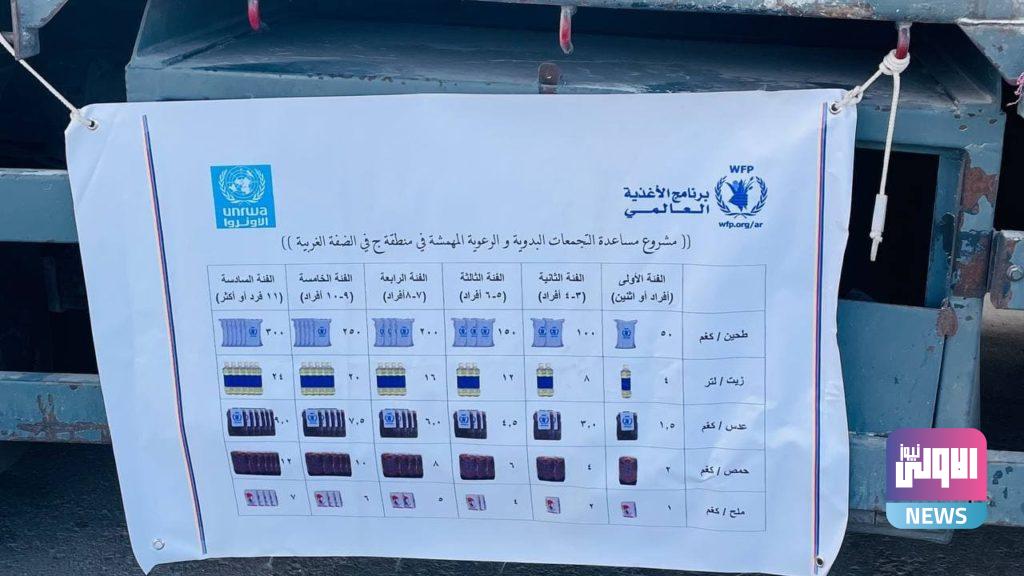 unrwa
الاونروا
WFP
برنامج الأغذية
العالمي
wfp.org/ar
(( مشروع مساعدة التجمعات البدوية و الرعوية المهمشة في منطقة ج في الضفة الغربية ))
الفئة الأولى الفئة الثانية الفئة الثالثة الفئة الرابعة الفئة الخامسة الفئة السادسة
(أفراد أو اثنين) (٣-٤ أفراد) (٥-٦ أفراد) (٧-٨أفراد) (٩-١٠ أفراد) (١١ فرد أو أكثر)
طحين / كغم ٥٠ ١٠٠ ١٥٠ ٢٠٠ ٢٥٠ ٣٠٠
زيت / لتر ٤ ٨ ١٢ ١٦ ٢٠ ٢٤
عدس / كغم ١,٥ ٣,٠ ٤,٥ ٦,٠ ٧,٥ ٩,٠
حمص / كغم ٢ ٤ ٦ ٨ ١٠ ١٢
ملح / كغم ١ ٢ ٤ ٥ ٦ ٧
الاولى نيوز
NEWS